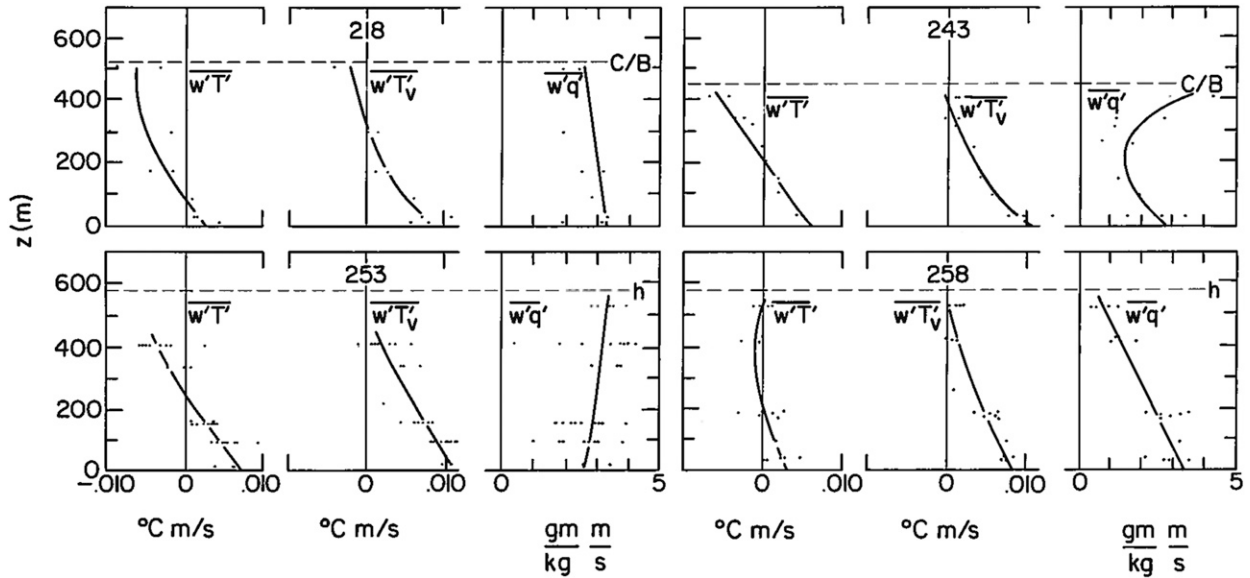 600 218 243
w'T' w'T'v w'q' C/B w'T' w'T'v w'q' C/B
400
200
0
z (m)
600 253 258
w'T' w'T'v w'q' h w'T' w'T'v w'q' h
400
200
0
-.010 0 .010 0 .010 0 5 0 .010 0 .010 0 5
°C m/s °C m/s gm/kg m/s °C m/s °C m/s gm/kg m/s